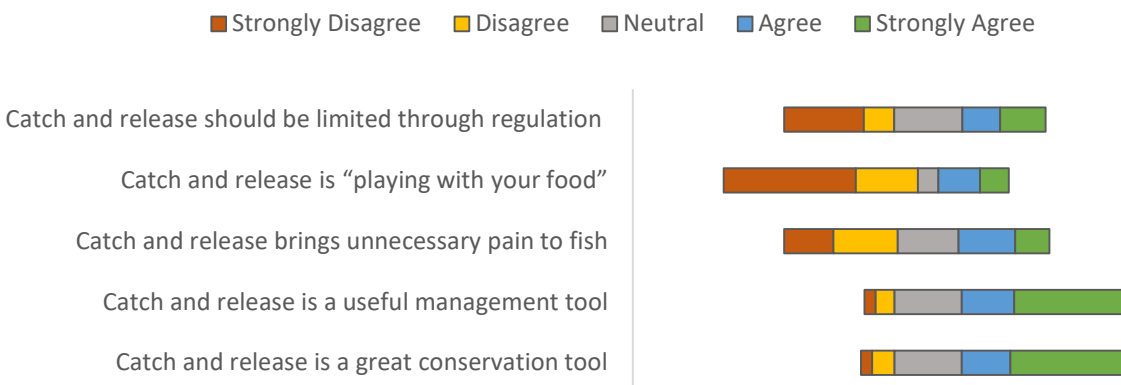 Strongly Disagree Disagree Neutral Agree Strongly Agree
Catch and release should be limited through regulation
Catch and release is “playing with your food”
Catch and release brings unnecessary pain to fish
Catch and release is a useful management tool
Catch and release is a great conservation tool